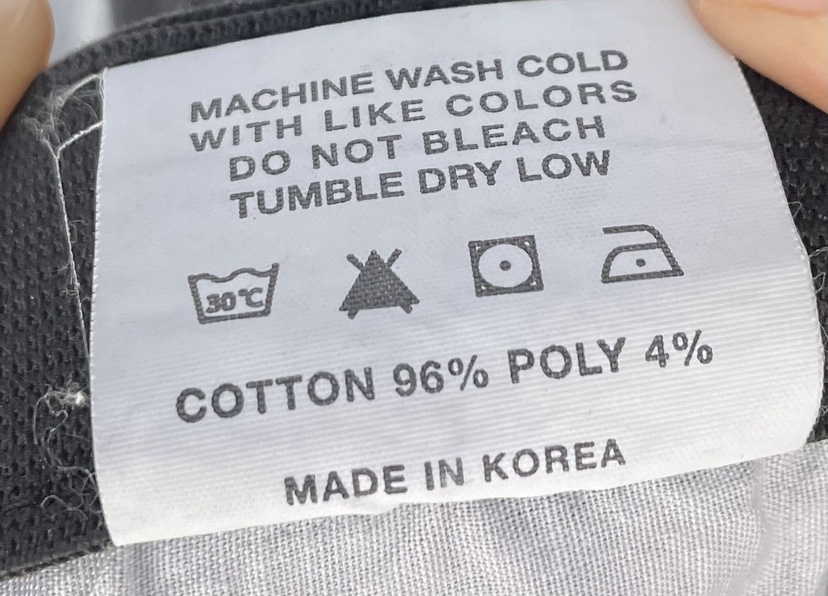 MACHINE WASH COLD
WITH LIKE COLORS
DO NOT BLEACH
TUMBLE DRY LOW
30°C
COTTON 96% POLY 4%
MADE IN KOREA